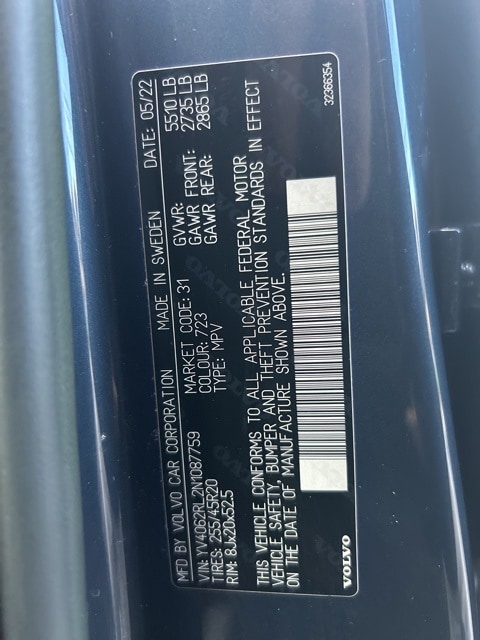 MFD BY VOLVO CAR CORPORATION MADE IN SWEDEN DATE: 05/22
VIN: YV4062RL2N1087759 MARKET CODE: 31 GVWR: 5510 LB
TIRES: 255/45R20 COLOUR: 723 GAWR FRONT: 2735 LB
RIM: 8Jx20x52.5 TYPE: MPV GAWR REAR: 2865 LB
THIS VEHICLE CONFORMS TO ALL APPLICABLE FEDERAL MOTOR
VEHICLE SAFETY, BUMPER AND THEFT PREVENTION STANDARDS IN EFFECT
ON THE DATE OF MANUFACTURE SHOWN ABOVE.
VOLVO 32366354